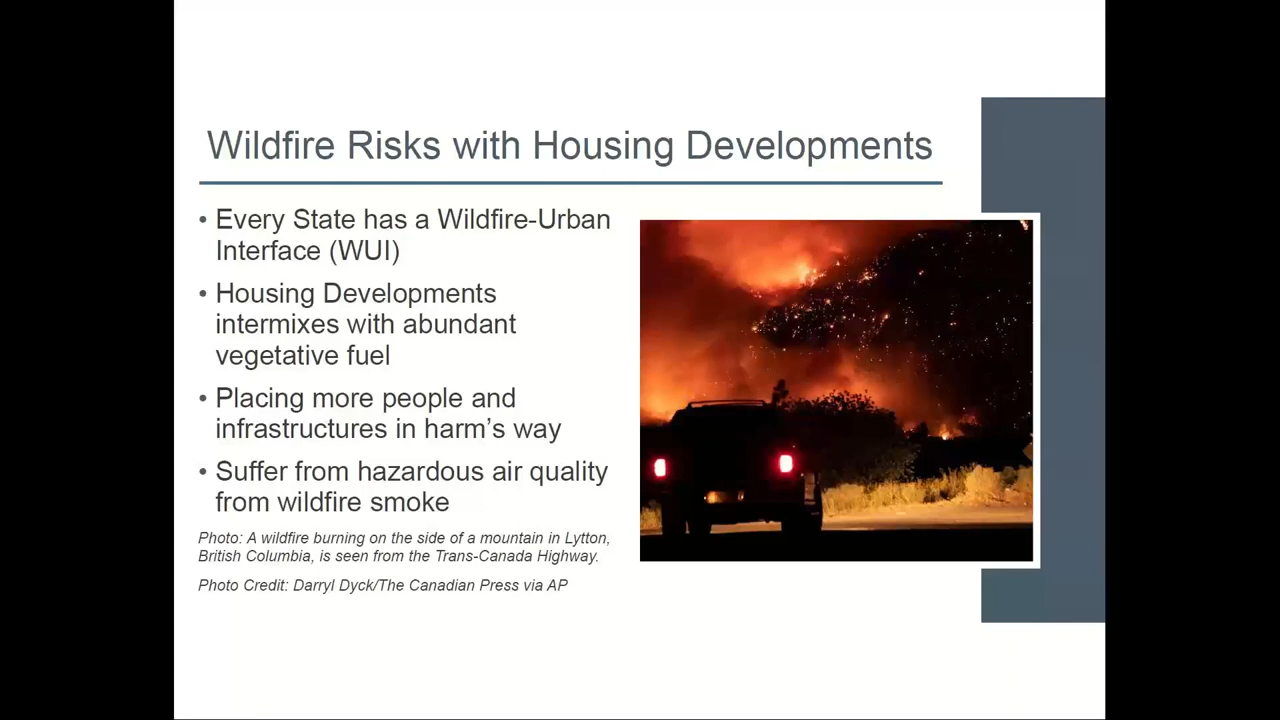 Wildfire Risks with Housing Developments
• Every State has a Wildfire-Urban
Interface (WUI)
• Housing Developments
intermixes with abundant
vegetative fuel
• Placing more people and
infrastructures in harm’s way
• Suffer from hazardous air quality
from wildfire smoke
Photo: A wildfire burning on the side of a mountain in Lytton,
British Columbia, is seen from the Trans-Canada Highway.
Photo Credit: Darryl Dyck/The Canadian Press via AP